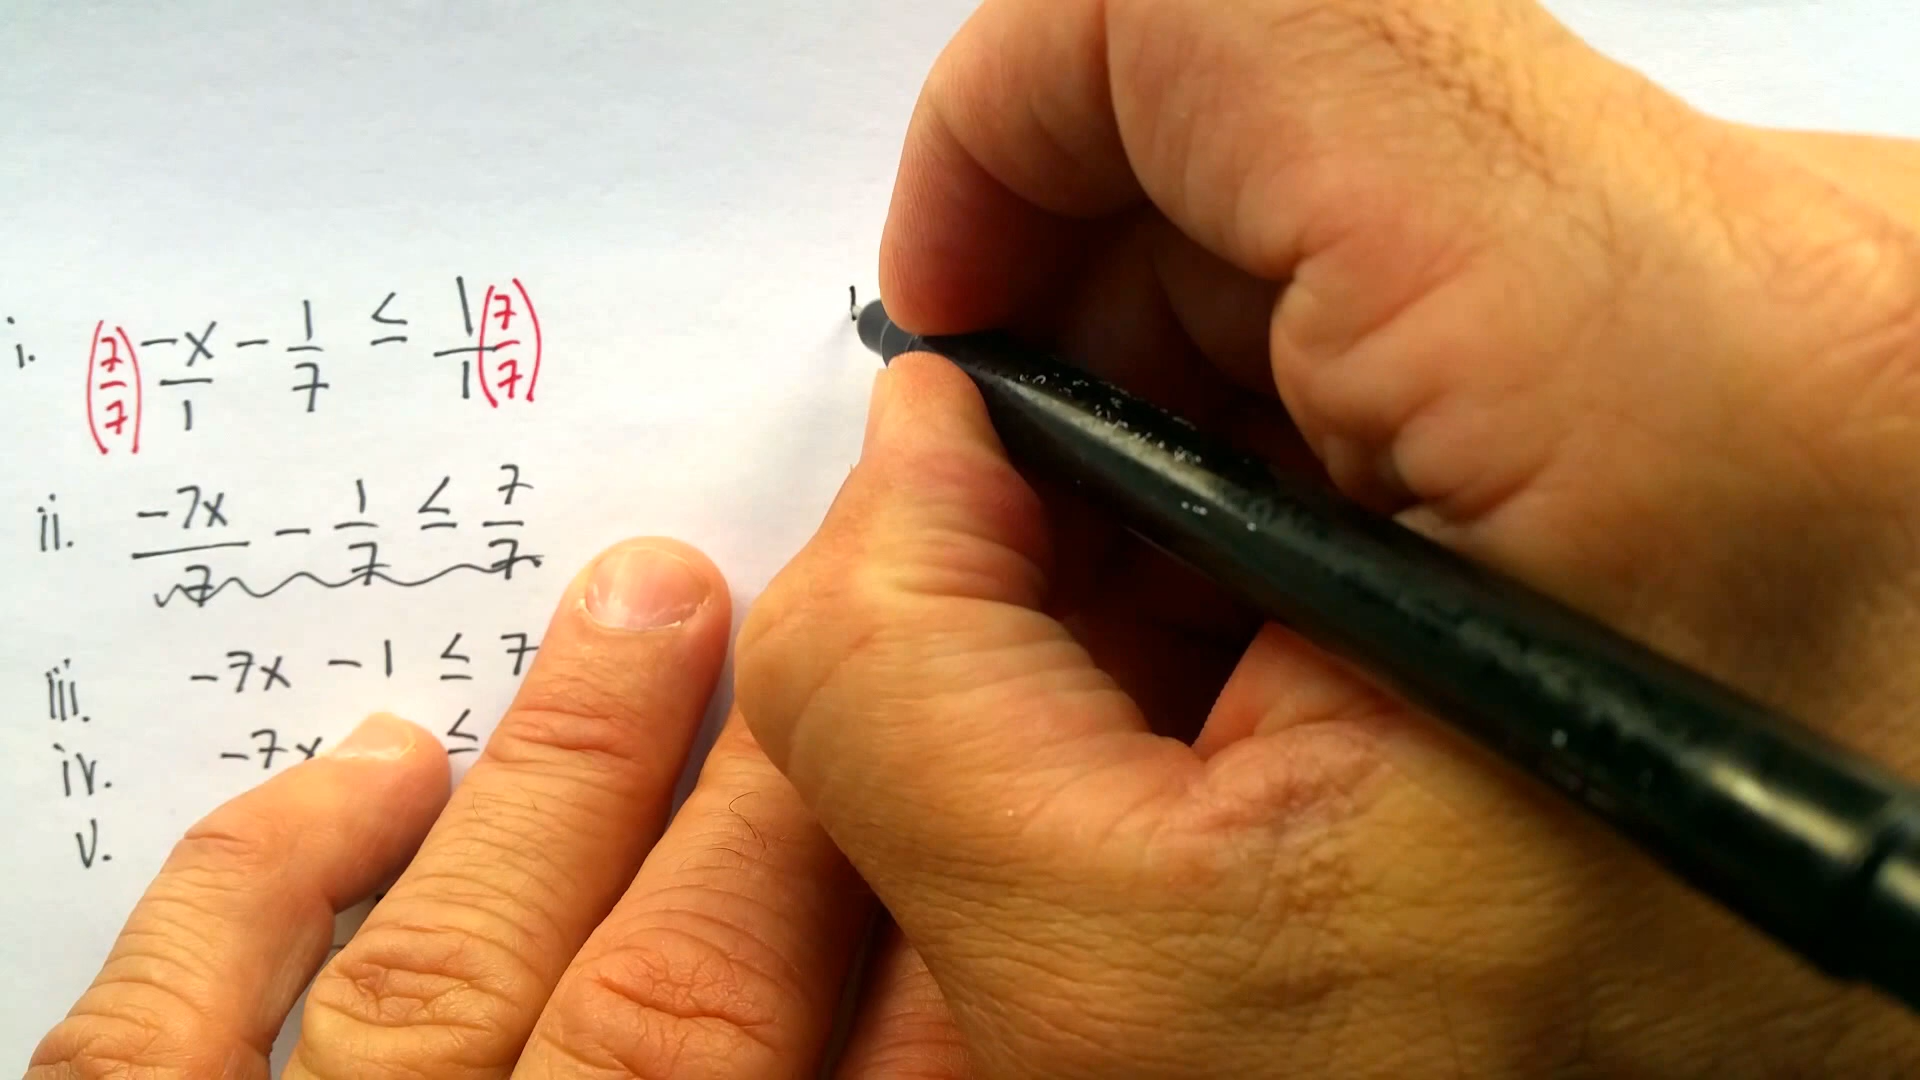 i. (7/7) -x/1 - 1/7 ≤ 1/1 (7/7)
ii. -7x/7 - 1/7 ≤ 7/7
iii. -7x - 1 ≤ 7
iv. -7x ≤
v.